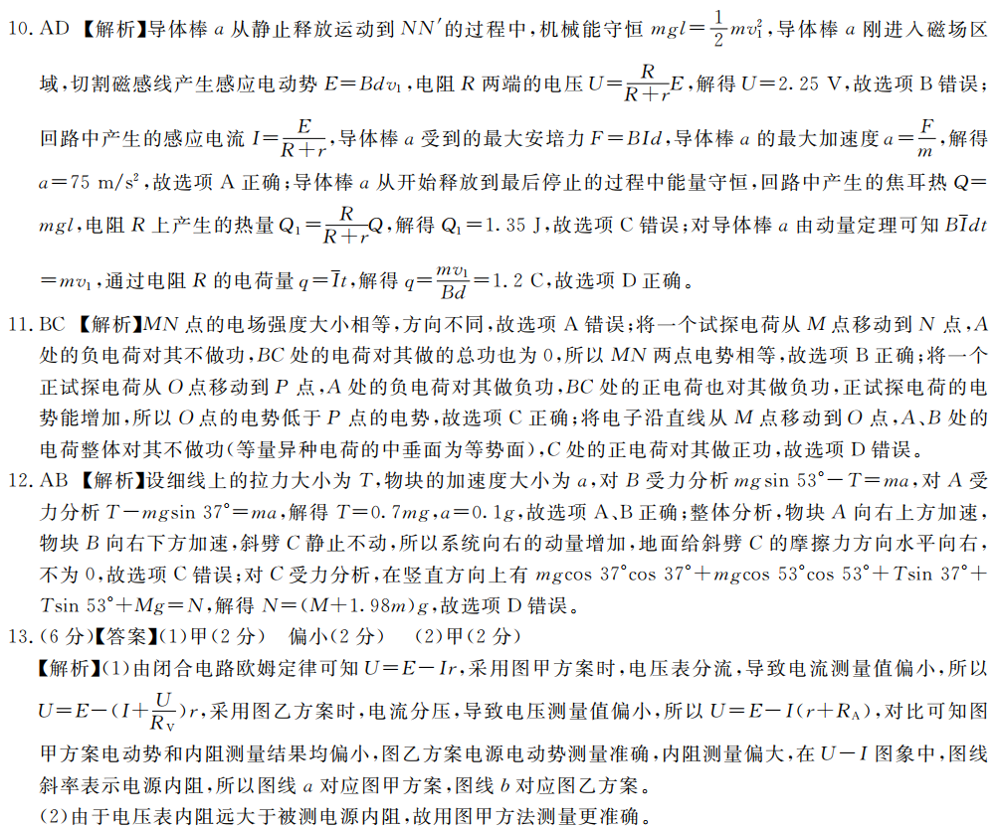 10. AD 【解析】导体棒 a 从静止释放运动到 NN′的过程中,机械能守恒 mgl=\frac{1}{2}mv₁²,导体棒 a 刚进入磁场区
域,切割磁感线产生感应电动势 E=Bdv₁,电阻 R 两端的电压 U=\frac{R}{R+r}E,解得 U=2.25 V,故选项 B 错误;
回路中产生的感应电流 I=\frac{E}{R+r},导体棒 a 受到的最大安培力 F=BId,导体棒 a 的最大加速度 a=\frac{F}{m},解得
a=75 m/s²,故选项 A 正确;导体棒 a 从开始释放到最后停止的过程中能量守恒,回路中产生的焦耳热 Q=
mgl,电阻 R 上产生的热量 Q₁=\frac{R}{R+r}Q,解得 Q₁=1.35 J,故选项 C 错误;对导体棒 a 由动量定理可知 B\bar{I}dt
=mv₁,通过电阻 R 的电荷量 q=\bar{I}t,解得 q=\frac{mv₁}{Bd}=1.2 C,故选项 D 正确。
11. BC 【解析】MN 点的电场强度大小相等,方向不同,故选项 A 错误;将一个试探电荷从 M 点移动到 N 点,A
处的负电荷对其不做功,BC 处的电荷对其做的总功也为 0,所以 MN 两点电势相等,故选项 B 正确;将一个
正试探电荷从 O 点移动到 P 点,A 处的负电荷对其做负功,BC 处的正电荷也对其做负功,正试探电荷的电
势能增加,所以 O 点的电势低于 P 点的电势,故选项 C 正确;将电子沿直线从 M 点移动到 O 点,A、B 处的
电荷整体对其不做功(等量异种电荷的中垂面为等势面),C 处的正电荷对其做正功,故选项 D 错误。
12. AB 【解析】设细线上的拉力大小为 T,物块的加速度大小为 a,对 B 受力分析 mgsin 53°-T=ma,对 A 受
力分析 T-mgsin 37°=ma,解得 T=0.7mg,a=0.1g,故选项 A、B 正确;整体分析,物块 A 向右上方加速,
物块 B 向右下方加速,斜劈 C 静止不动,所以系统向右的动量增加,地面给斜劈 C 的摩擦力方向水平向右,
不为 0,故选项 C 错误;对 C 受力分析,在竖直方向上有 mgcos 37°cos 37°+mgcos 53°cos 53°+Tsin 37°+
Tsin 53°+Mg=N,解得 N=(M+1.98m)g,故选项 D 错误。
13. (6 分)【答案】(1)甲(2 分) 偏小(2 分) (2)甲(2 分)
【解析】(1)由闭合电路欧姆定律可知 U=E-Ir,采用图甲方案时,电压表分流,导致电流测量值偏小,所以
U=E-(I+\frac{U}{R_V})r,采用图乙方案时,电流分压,导致电压测量值偏小,所以 U=E-I(r+R_A),对比可知图
甲方案电动势和内阻测量结果均偏小,图乙方案电源电动势测量准确,内阻测量偏大,在 U-I 图象中,图线
斜率表示电源内阻,所以图线 a 对应图甲方案,图线 b 对应图乙方案。
(2)由于电压表内阻远大于被测电源内阻,故用图甲方法测量更准确。